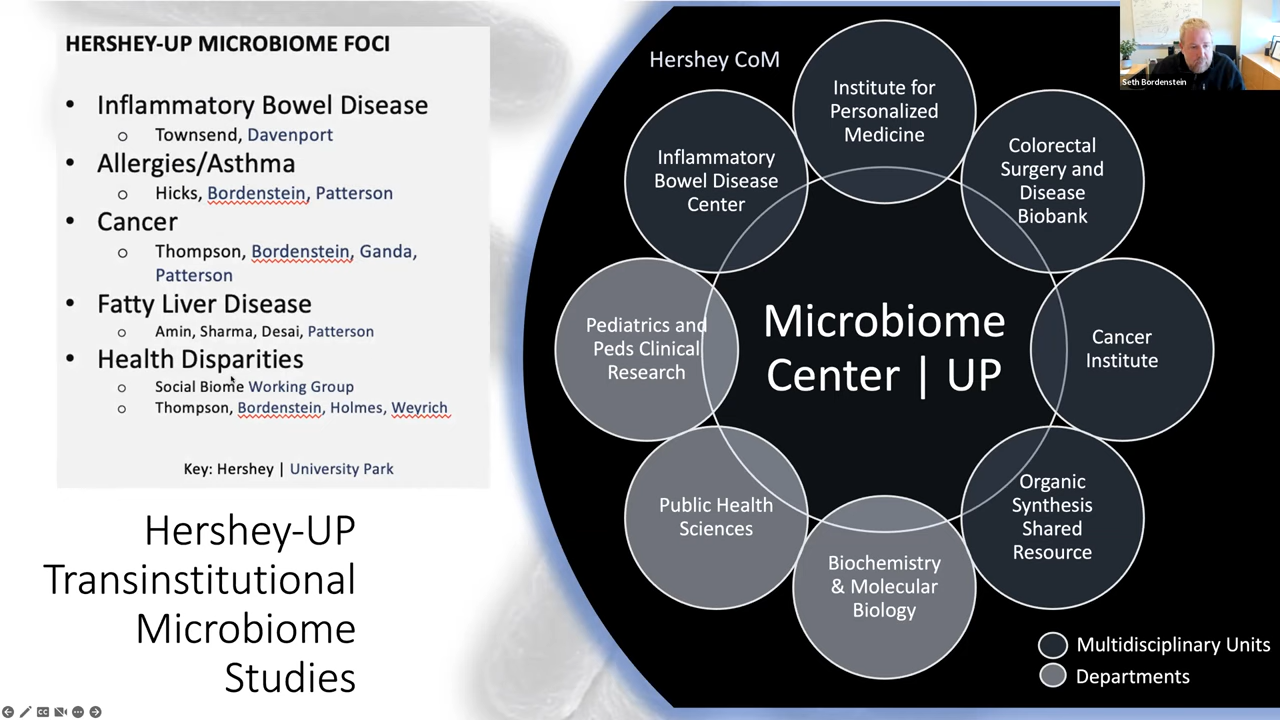 HERSHEY-UP MICROBIOME FOCI
• Inflammatory Bowel Disease
o Townsend, Davenport
• Allergies/Asthma
o Hicks, Bordenstein, Patterson
• Cancer
o Thompson, Bordenstein, Ganda,
Patterson
• Fatty Liver Disease
o Amin, Sharma, Desai, Patterson
• Health Disparities
o Social Biome Working Group
o Thompson, Bordenstein, Holmes, Weyrich
Key: Hershey | University Park
Hershey-UP
Transinstitutional
Microbiome
Studies
Hershey CoM
Institute for
Personalized
Medicine
Colorectal
Surgery and
Disease
Biobank
Cancer
Institute
Organic
Synthesis
Shared
Resource
Biochemistry
& Molecular
Biology
Public Health
Sciences
Pediatrics and
Peds Clinical
Research
Inflammatory
Bowel Disease
Center
Microbiome
Center | UP
Multidisciplinary Units
Departments
Seth Bordenstein